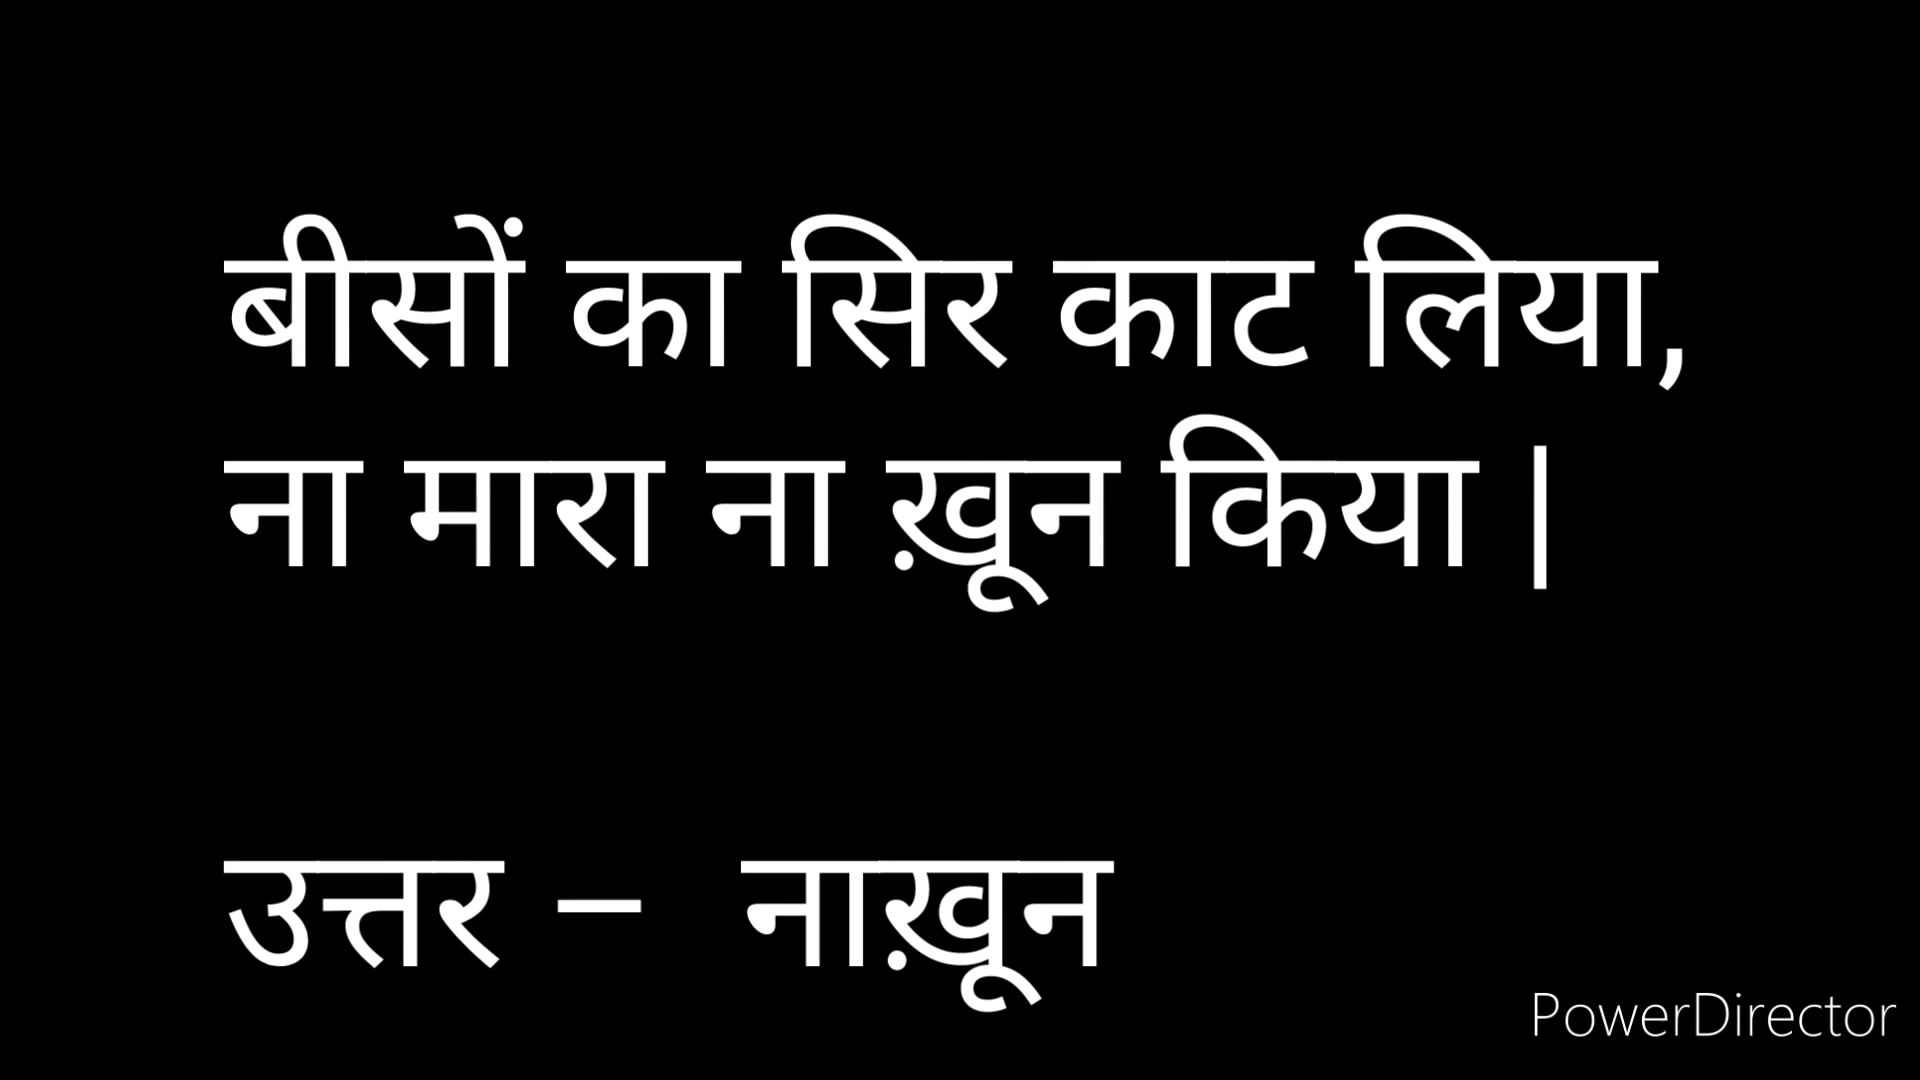 बीसों का सिर काट लिया,
ना मारा ना ख़ून किया |
उत्तर – नाख़ून
PowerDirector